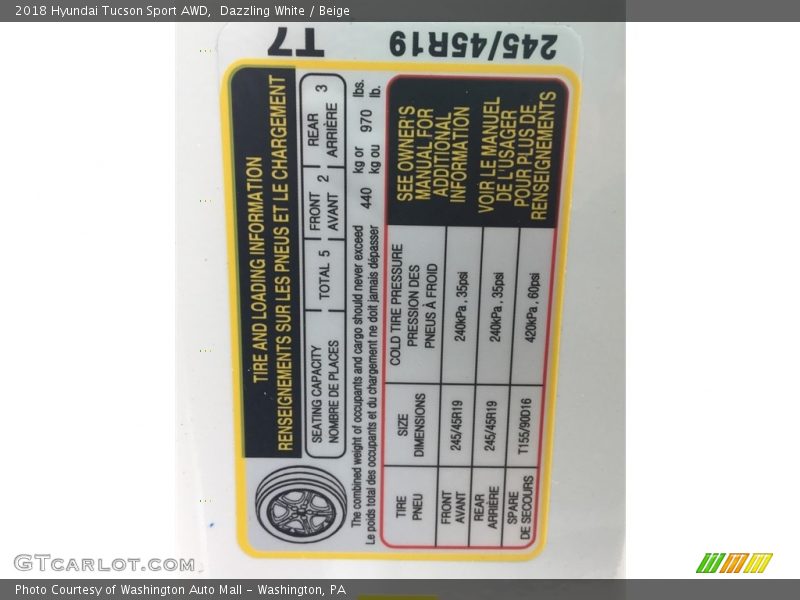 2018 Hyundai Tucson Sport AWD,  Dazzling White / Beige
T7
245/45R19
TIRE AND LOADING INFORMATION
RENSEIGNEMENTS SUR LES PNEUS ET LE CHARGEMENT
SEATING CAPACITY
NOMBRE DE PLACES
TOTAL 5
FRONT
AVANT
2
REAR
ARRIÈRE
3
The combined weight of occupants and cargo should never exceed
Le poids total des occupants et du chargement ne doit jamais dépasser
440
kg or
kg ou
970
lbs.
lb.
TIRE
PNEU
SIZE
DIMENSIONS
COLD TIRE PRESSURE
PRESSION DES
PNEUS À FROID
FRONT
AVANT
245/45R19
240kPa , 35psi
REAR
ARRIÈRE
245/45R19
240kPa , 35psi
SPARE
DE SECOURS
T155/90D16
420kPa , 60psi
SEE OWNER'S
MANUAL FOR
ADDITIONAL
INFORMATION
VOIR LE MANUEL
DE L'USAGER
POUR PLUS DE
RENSEIGNEMENTS
GTcarlot.com
Photo Courtesy of Washington Auto Mall - Washington, PA